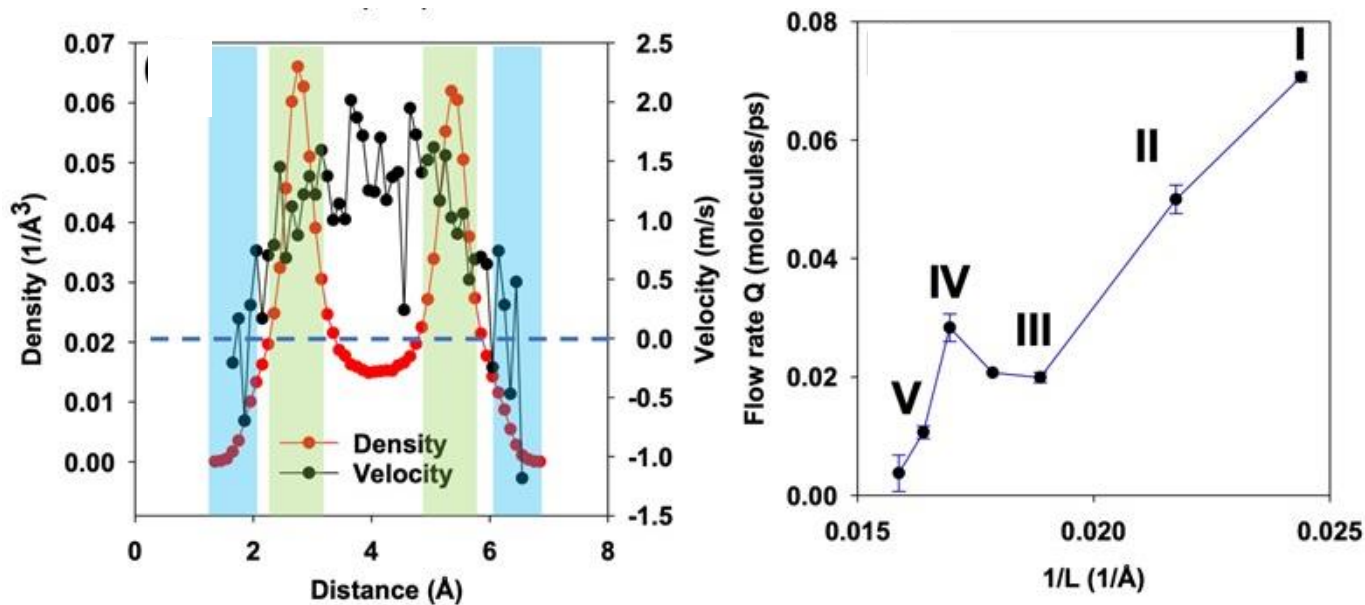 0.07
0.06
0.05
0.04
0.03
0.02
0.01
0.00
Density (1/Å³)
2.5
2.0
1.5
1.0
0.5
0.0
-0.5
-1.0
-1.5
Velocity (m/s)
Density
Velocity
0 2 4 6 8
Distance (Å)
0.08
0.06
0.04
0.02
0.00
Flow rate Q (molecules/ps)
I
II
III
IV
V
0.015 0.020 0.025
1/L (1/Å)